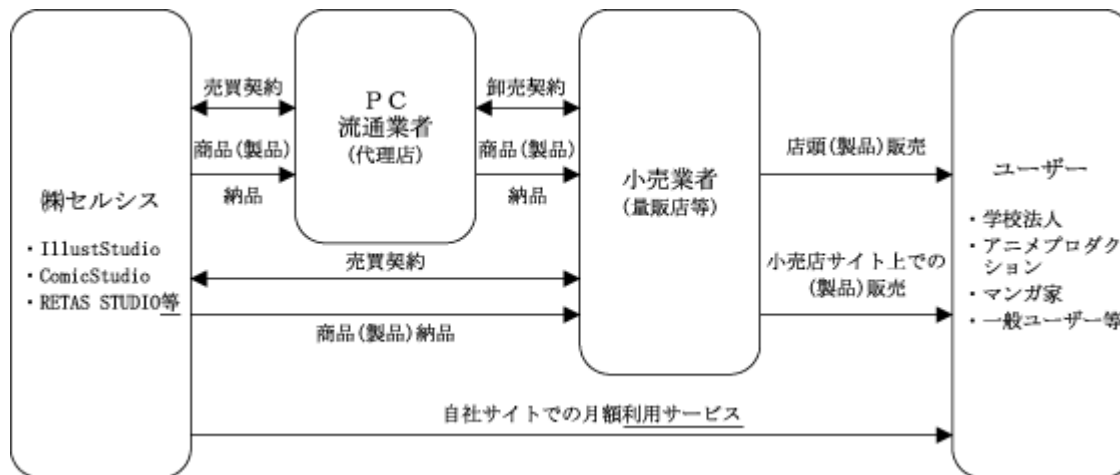 ㈱セルシス
・IllustStudio
・ComicStudio
・RETAS STUDIO等
売買契約
商品(製品)
納品
PC
流通業者
(代理店)
卸売契約
商品(製品)
納品
売買契約
商品(製品)納品
小売業者
(量販店等)
店頭(製品)販売
小売店サイト上での
(製品)販売
自社サイトでの月額利用サービス
ユーザー
・学校法人
・アニメプロダク
ション
・マンガ家
・一般ユーザー等